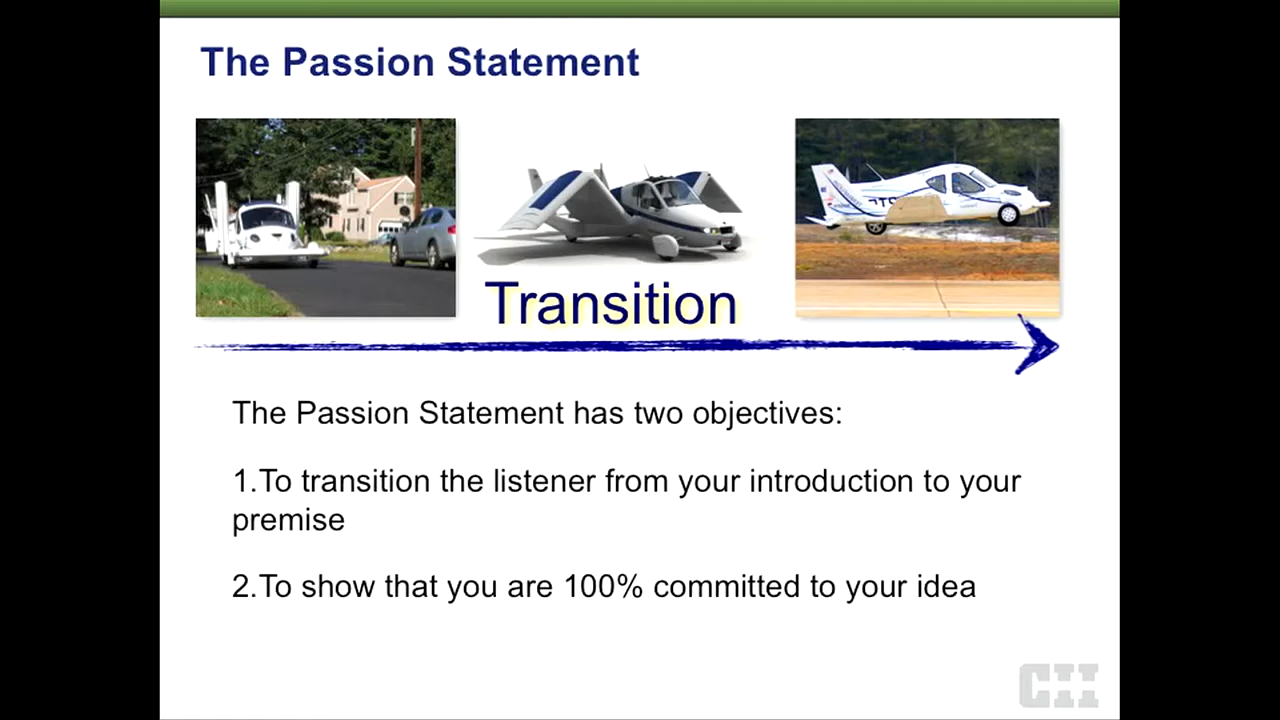 The Passion Statement
Transition
The Passion Statement has two objectives:
1.To transition the listener from your introduction to your
premise
2.To show that you are 100% committed to your idea
CII